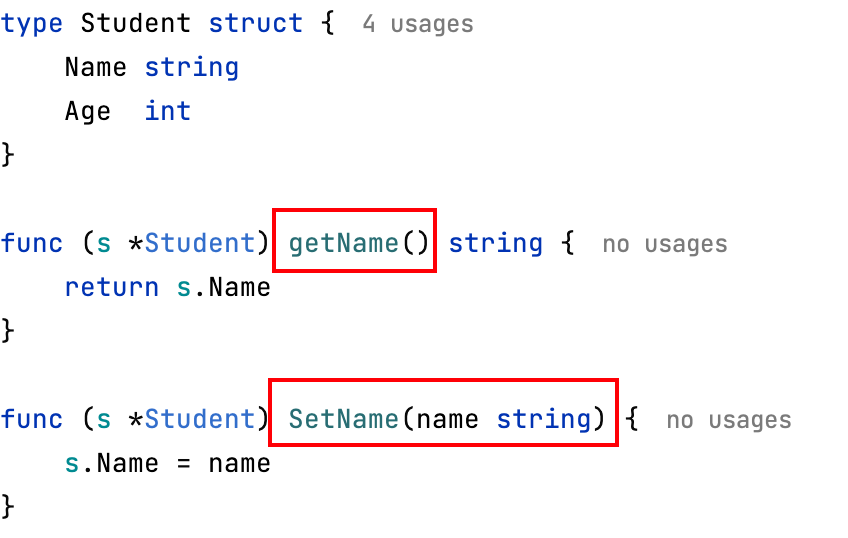 type Student struct {  4 usages
    Name string
    Age  int
}
func (s *Student) getName() string {  no usages
    return s.Name
}
func (s *Student) SetName(name string) {  no usages
    s.Name = name
}